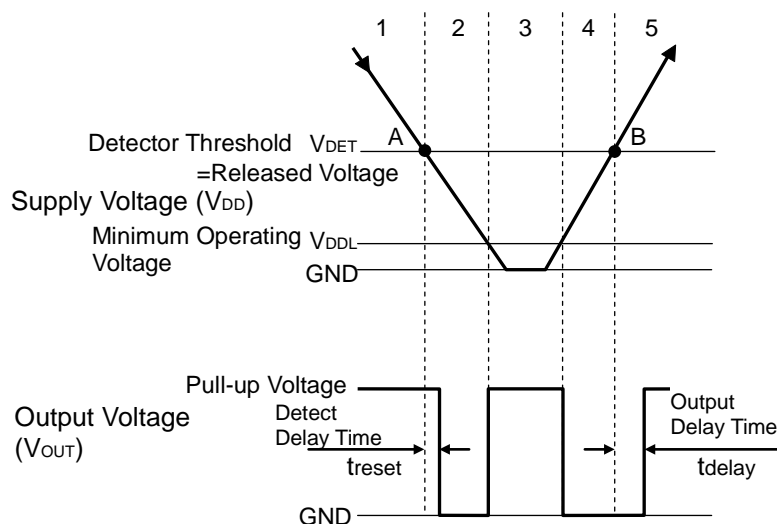 1 2 3 4 5
A B
Detector Threshold VDET
=Released Voltage
Supply Voltage (VDD)
Minimum Operating VDDL
Voltage
GND
Pull-up Voltage
Output Voltage
(VOUT)
Detect
Delay Time
treset
Output
Delay Time
tdelay
GND